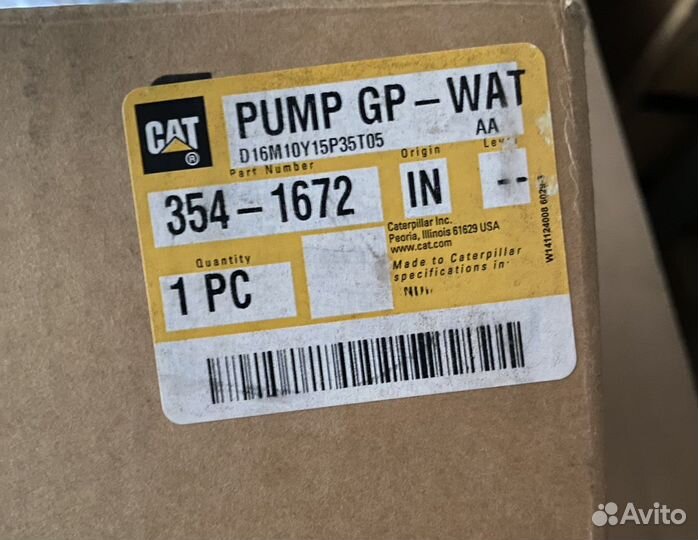 CAT
®
PUMP GP-WAT
D16M10Y15P35T05 AA
Part Number Origin
354-1672 IN --
Caterpillar Inc.
Peoria, Illinois 61629 USA
www.cat.com
Quantity
1 PC
Made to Caterpillar
specifications in
Avito